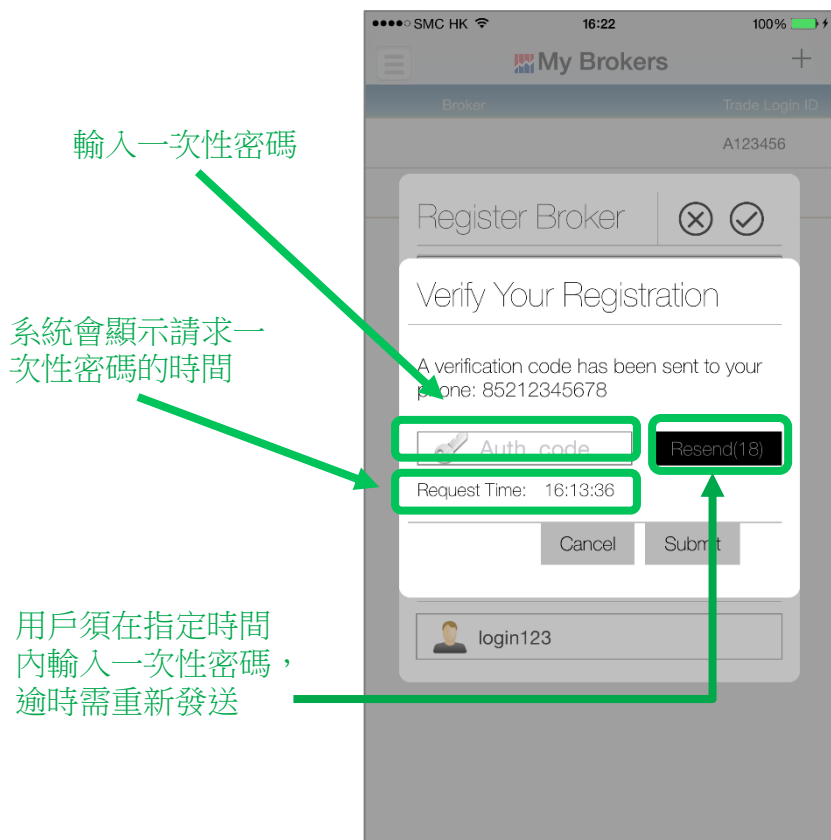 SMC HK 16:22 100%
My Brokers +
Broker Trade Login ID
A123456
輸入一次性密碼
Register Broker
Verify Your Registration
系統會顯示請求一
次性密碼的時間
A verification code has been sent to your
phone: 85212345678
Auth. code Resend(18)
Request Time: 16:13:36
Cancel Submit
用戶須在指定時間
內輸入一次性密碼，
逾時需重新發送
login123